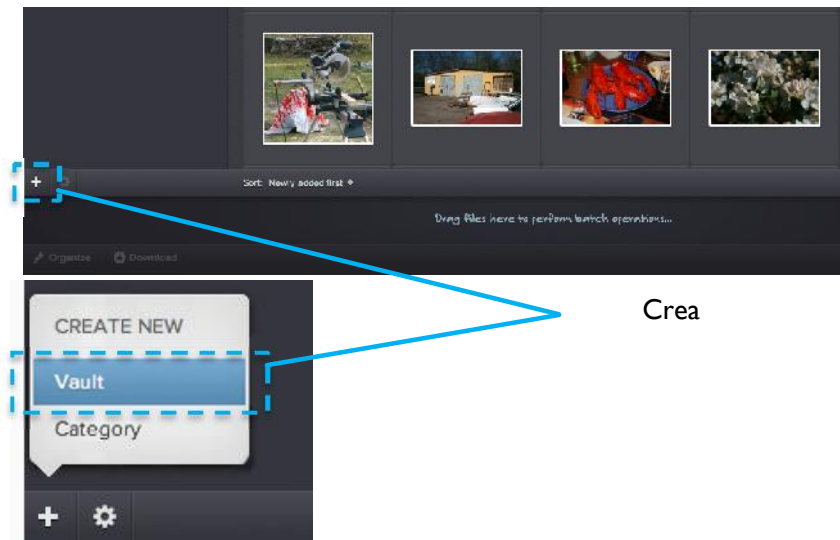 Sort: Newly added first
Drag files here to perform batch operations...
Organize Download
Crea
CREATE NEW
Vault
Category